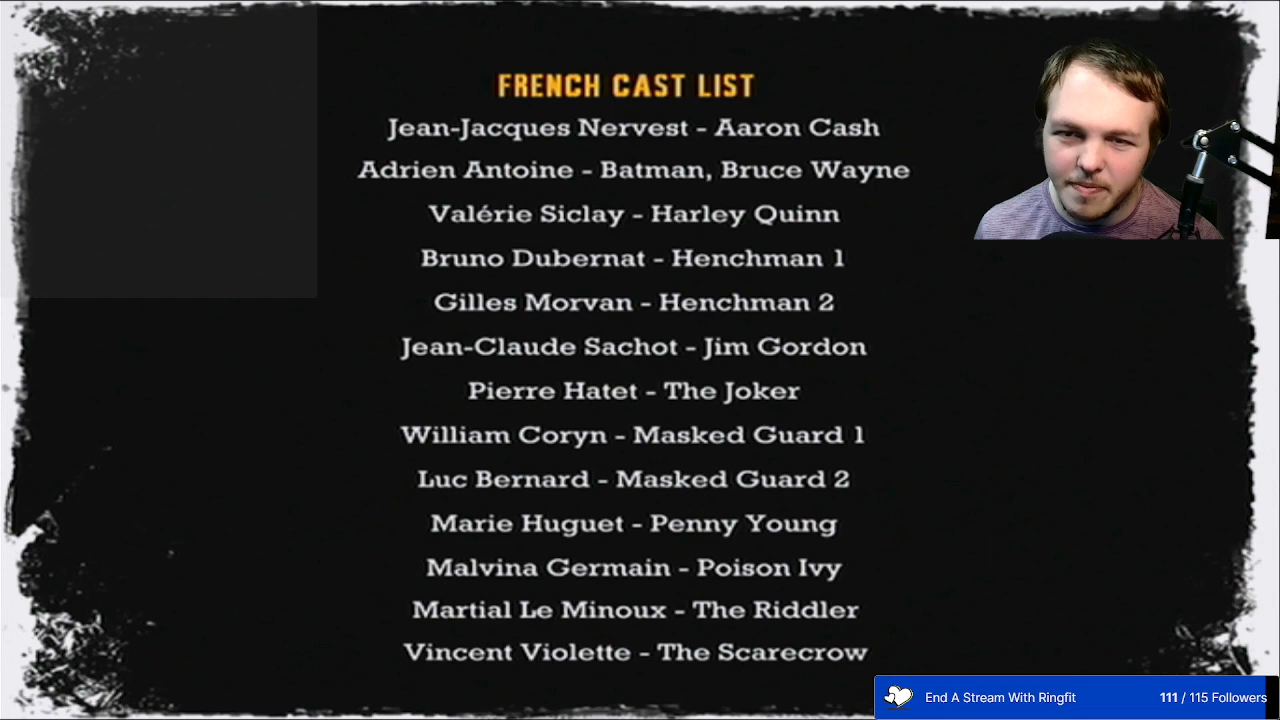 FRENCH CAST LIST
Jean-Jacques Nervest - Aaron Cash
Adrien Antoine - Batman, Bruce Wayne
Valérie Siclay - Harley Quinn
Bruno Dubernat - Henchman 1
Gilles Morvan - Henchman 2
Jean-Claude Sachot - Jim Gordon
Pierre Hatet - The Joker
William Coryn - Masked Guard 1
Luc Bernard - Masked Guard 2
Marie Huguet - Penny Young
Malvina Germain - Poison Ivy
Martial Le Minoux - The Riddler
Vincent Violette - The Scarecrow
End A Stream With Ringfit 111 / 115 Followers